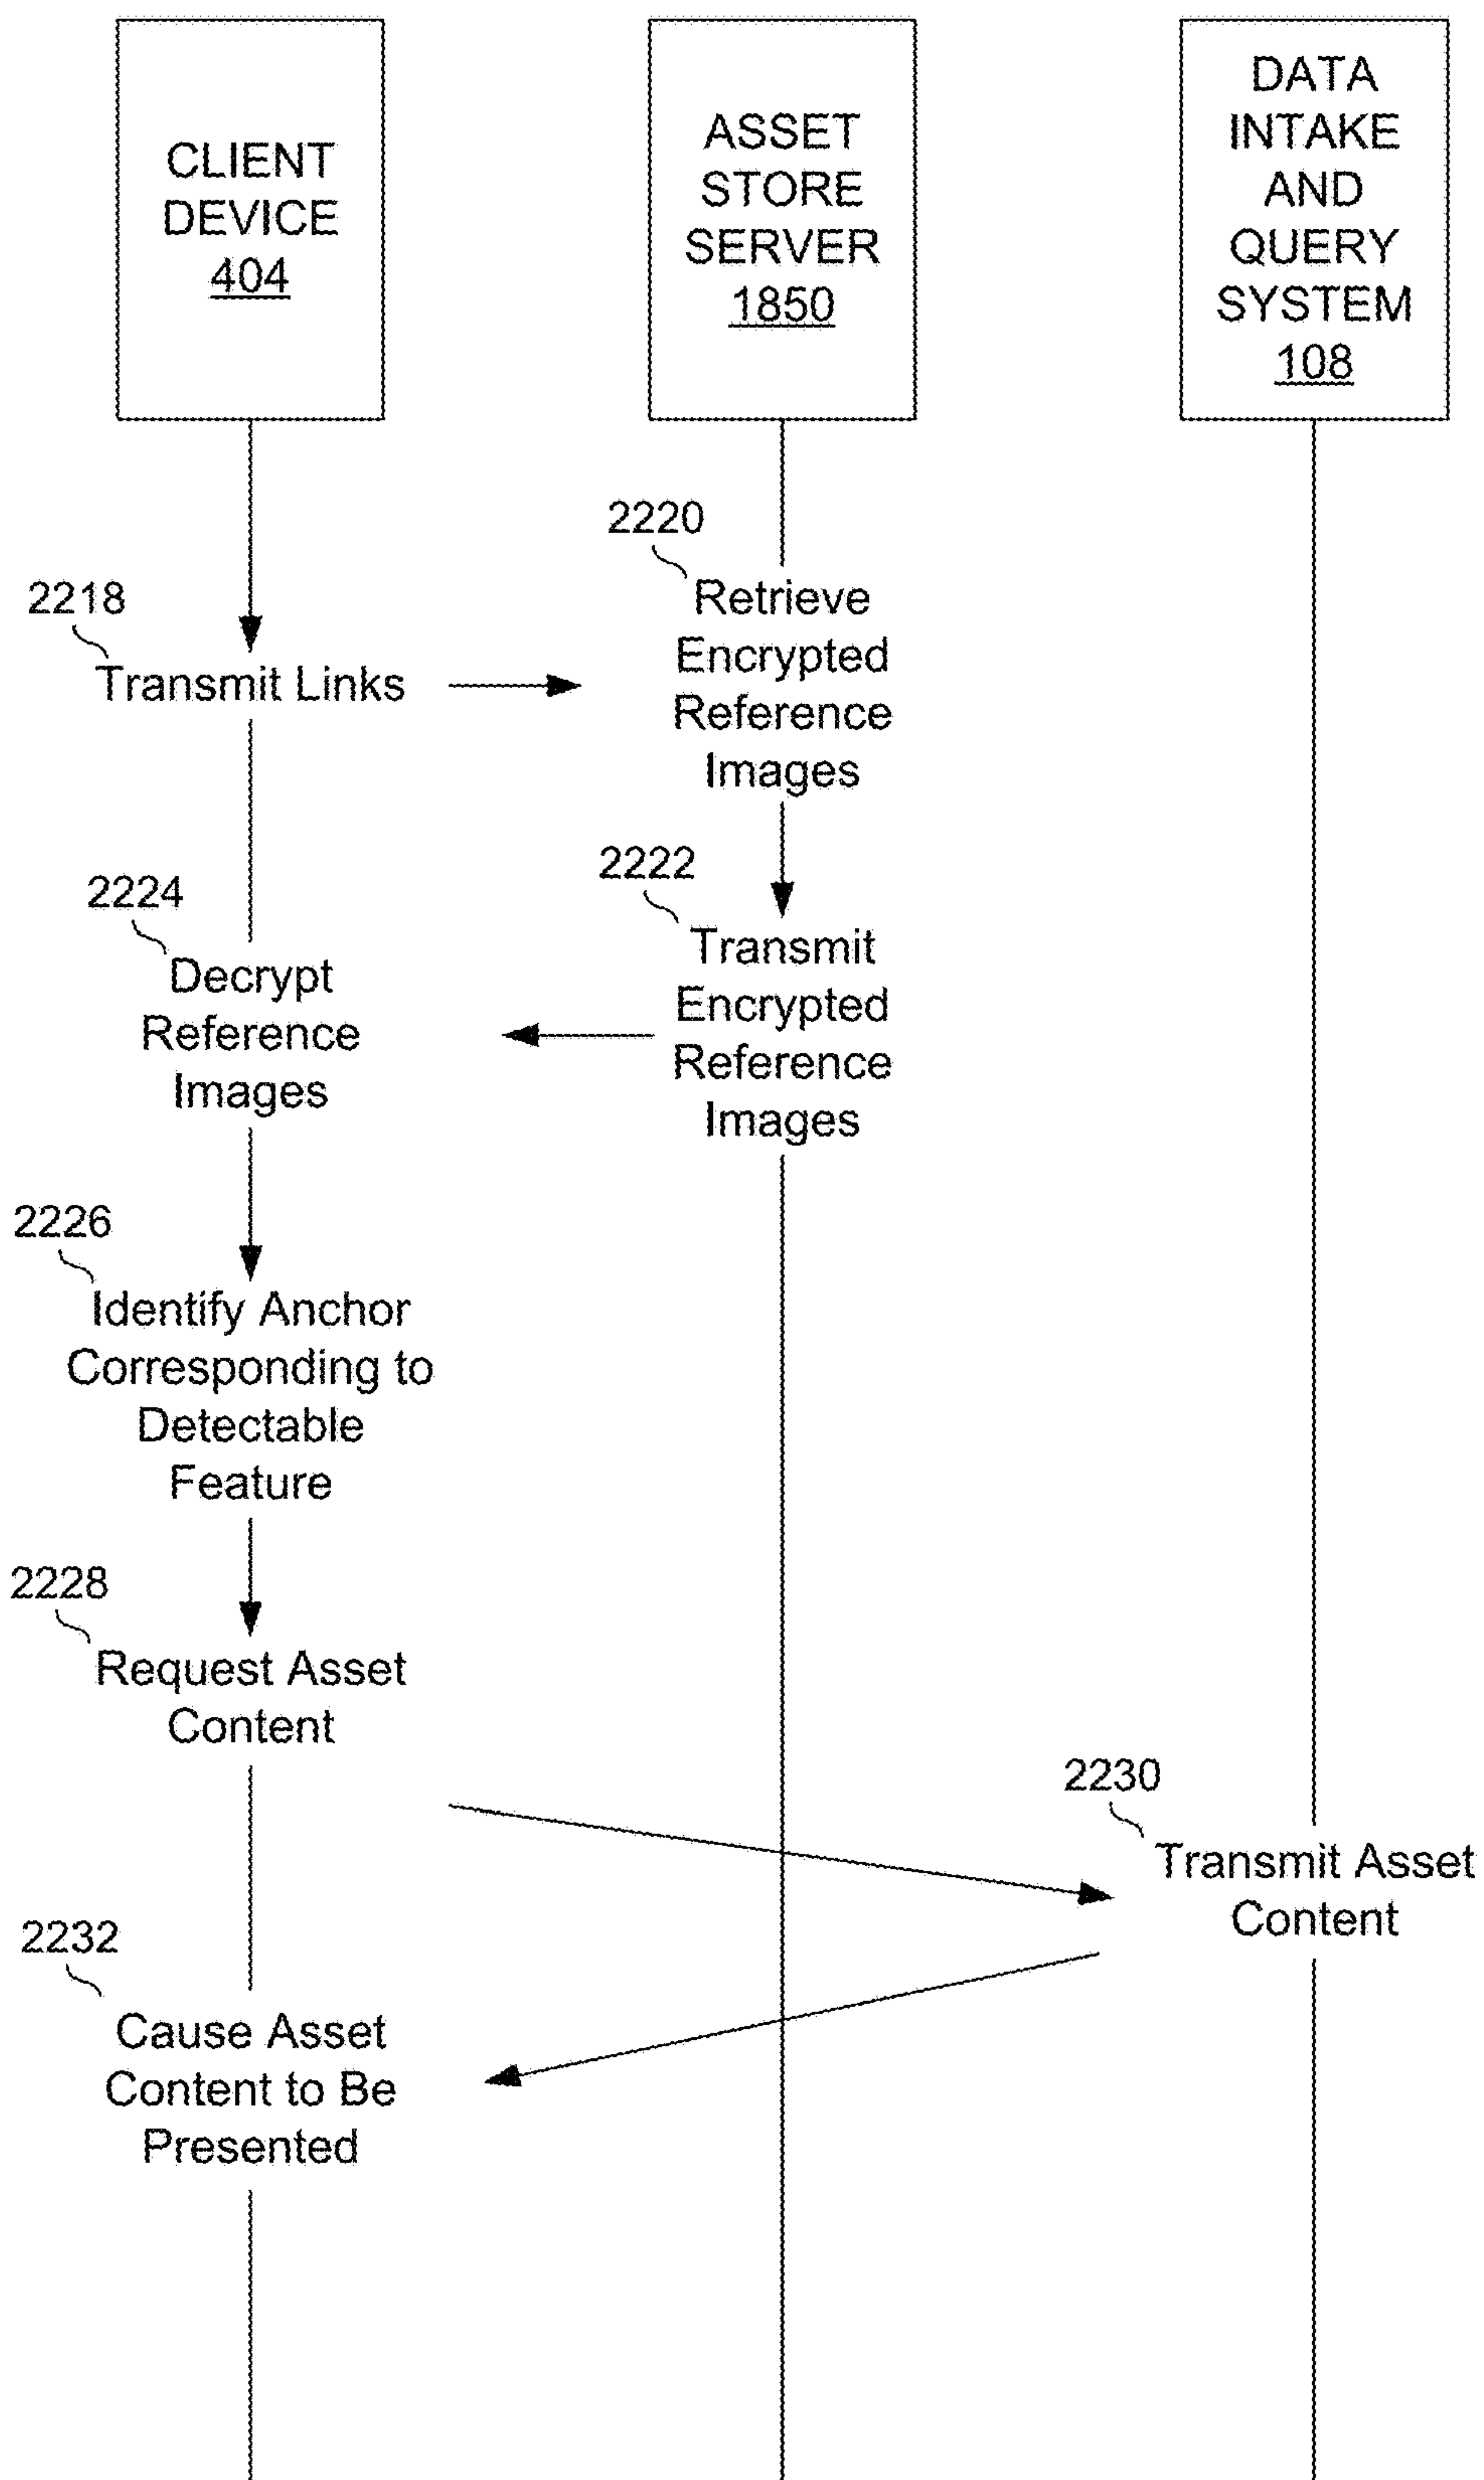 CLIENT
DEVICE
404
ASSET
STORE
SERVER
1850
DATA
INTAKE
AND
QUERY
SYSTEM
108
2218
Transmit Links
2220
Retrieve
Encrypted
Reference
Images
2222
Transmit
Encrypted
Reference
Images
2224
Decrypt
Reference
Images
2226
Identify Anchor
Corresponding to
Detectable
Feature
2228
Request Asset
Content
2230
Transmit Asset
Content
2232
Cause Asset
Content to Be
Presented